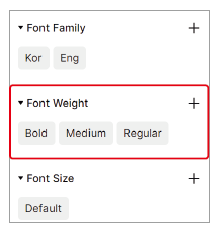 Font Family
Kor Eng
Font Weight
Bold Medium Regular
Font Size
Default